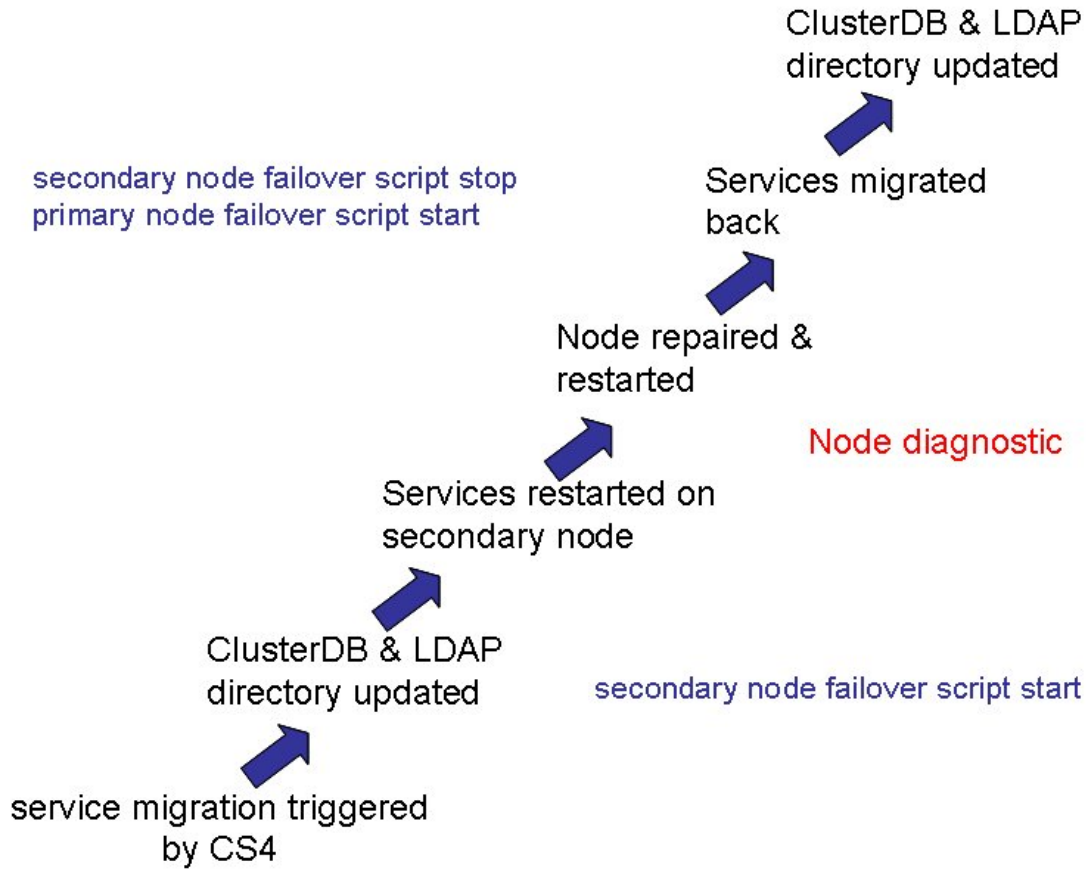 ClusterDB & LDAP
directory updated
secondary node failover script stop
primary node failover script start
Services migrated
back
Node repaired &
restarted
Node diagnostic
Services restarted on
secondary node
ClusterDB & LDAP
directory updated
secondary node failover script start
service migration triggered
by CS4